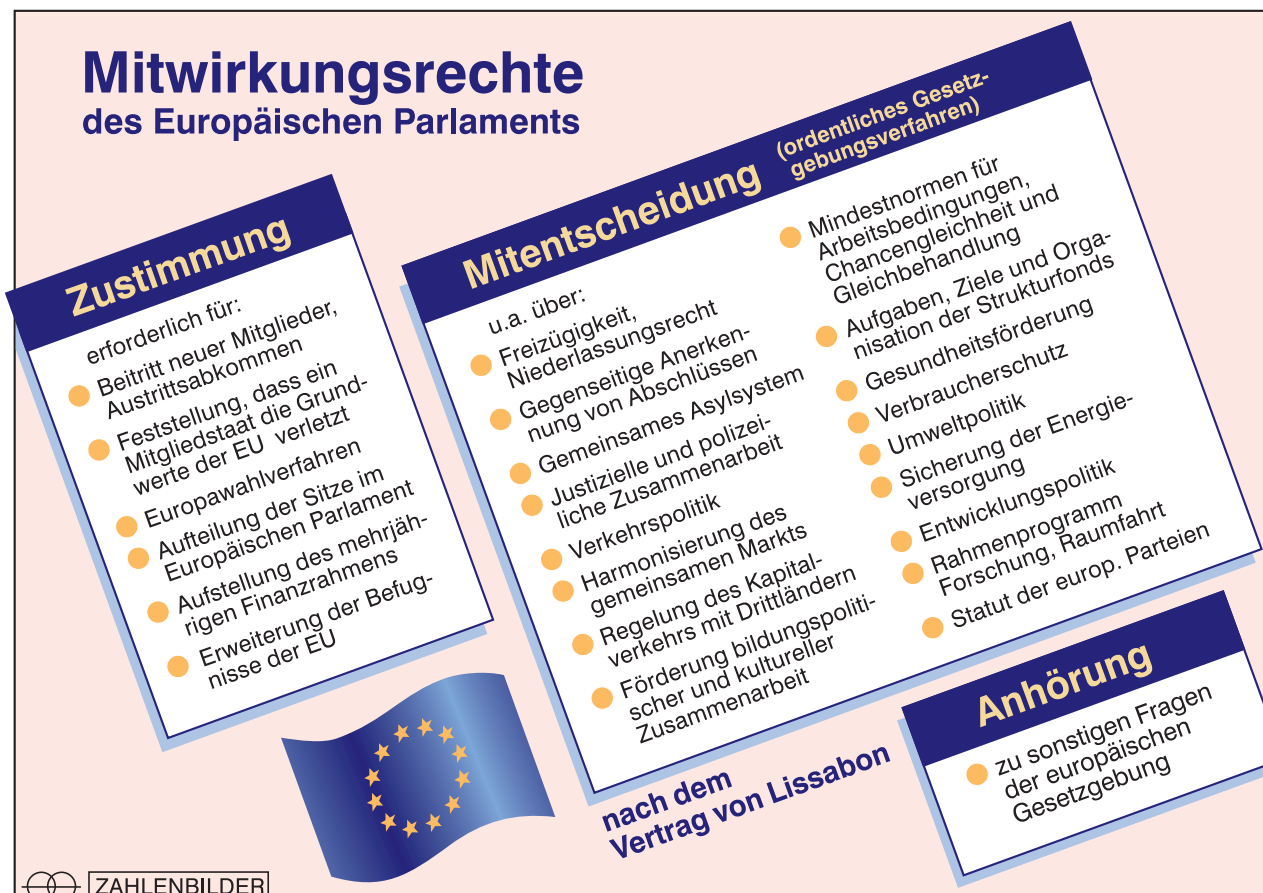 Mitwirkungsrechte
des Europäischen Parlaments
Zustimmung
erforderlich für:
Beitritt neuer Mitglieder,
Austrittsabkommen
Feststellung, dass ein
Mitgliedstaat die Grund-
werte der EU verletzt
Europawahlverfahren
Aufteilung der Sitze im
Europäischen Parlament
Aufstellung des mehrjäh-
rigen Finanzrahmens
Erweiterung der Befug-
nisse der EU
Mitentscheidung
(ordentliches Gesetz-
gebungsverfahren)
u.a. über:
Freizügigkeit,
Niederlassungsrecht
Gegenseitige Anerken-
nung von Abschlüssen
Gemeinsames Asylsystem
Justizielle und polizei-
liche Zusammenarbeit
Verkehrspolitik
Harmonisierung des
gemeinsamen Markts
Regelung des Kapital-
verkehrs mit Drittländern
Förderung bildungspoliti-
scher und kultureller
Zusammenarbeit
Mindestnormen für
Arbeitsbedingungen,
Chancengleichheit und
Gleichbehandlung
Aufgaben, Ziele und Orga-
nisation der Strukturfonds
Gesundheitsförderung
Verbraucherschutz
Umweltpolitik
Sicherung der Energie-
versorgung
Entwicklungspolitik
Rahmenprogramm
Forschung, Raumfahrt
Statut der europ. Parteien
Anhörung
zu sonstigen Fragen
der europäischen
Gesetzgebung
nach dem
Vertrag von Lissabon
ZAHLENBILDER